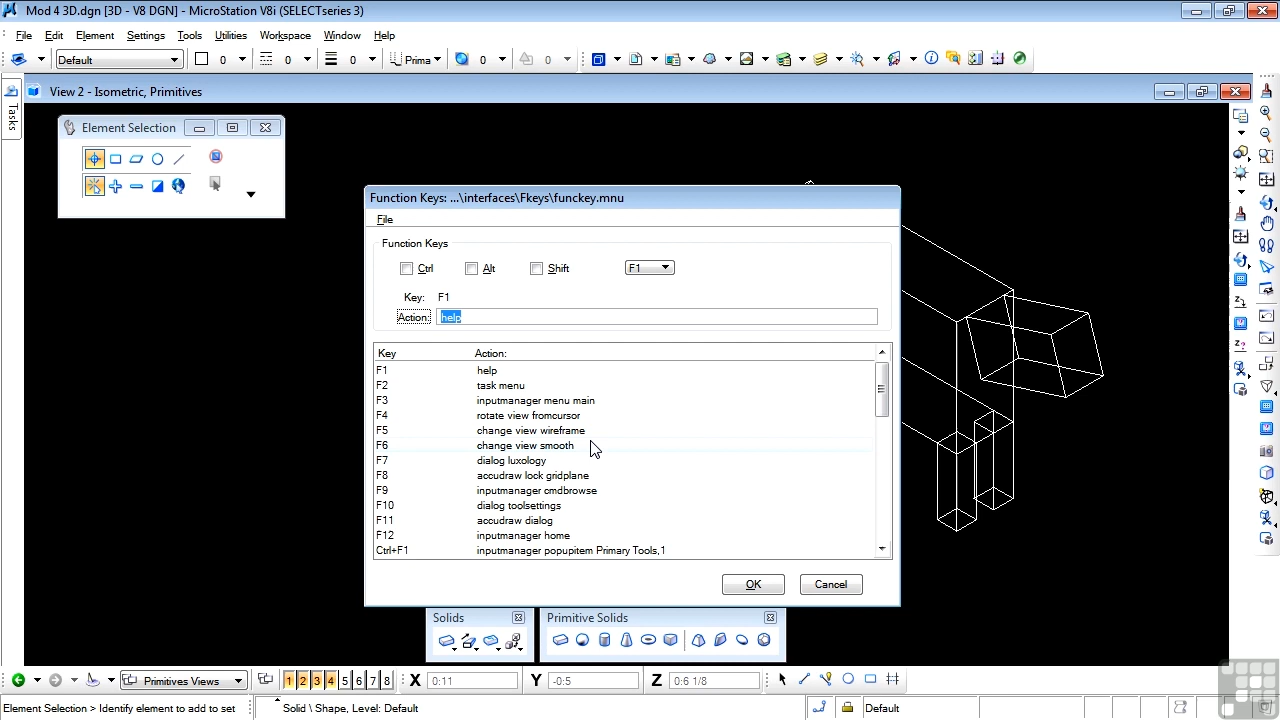 Mod 4 3D.dgn [3D - V8 DGN] - MicroStation V8i (SELECTseries 3)
File Edit Element Settings Tools Utilities Workspace Window Help
Default 0 0 0 Prima 0 0
View 2 - Isometric, Primitives
Tasks
Element Selection
Function Keys: ...\interfaces\Fkeys\funckey.mnu
File
Function Keys
Ctrl Alt Shift F1
Key: F1
Action: help
Key Action:
F1 help
F2 task menu
F3 inputmanager menu main
F4 rotate view fromcursor
F5 change view wireframe
F6 change view smooth
F7 dialog luxology
F8 accudraw lock gridplane
F9 inputmanager cmdbrowse
F10 dialog toolsettings
F11 accudraw dialog
F12 inputmanager home
Ctrl+F1 inputmanager popupitem Primary Tools,1
OK Cancel
Solids Primitive Solids
Primitives Views 1 2 3 4 5 6 7 8 X 0:11 Y -0:5 Z 0:6 1/8
Element Selection > Identify element to add to set Solid \ Shape, Level: Default Default